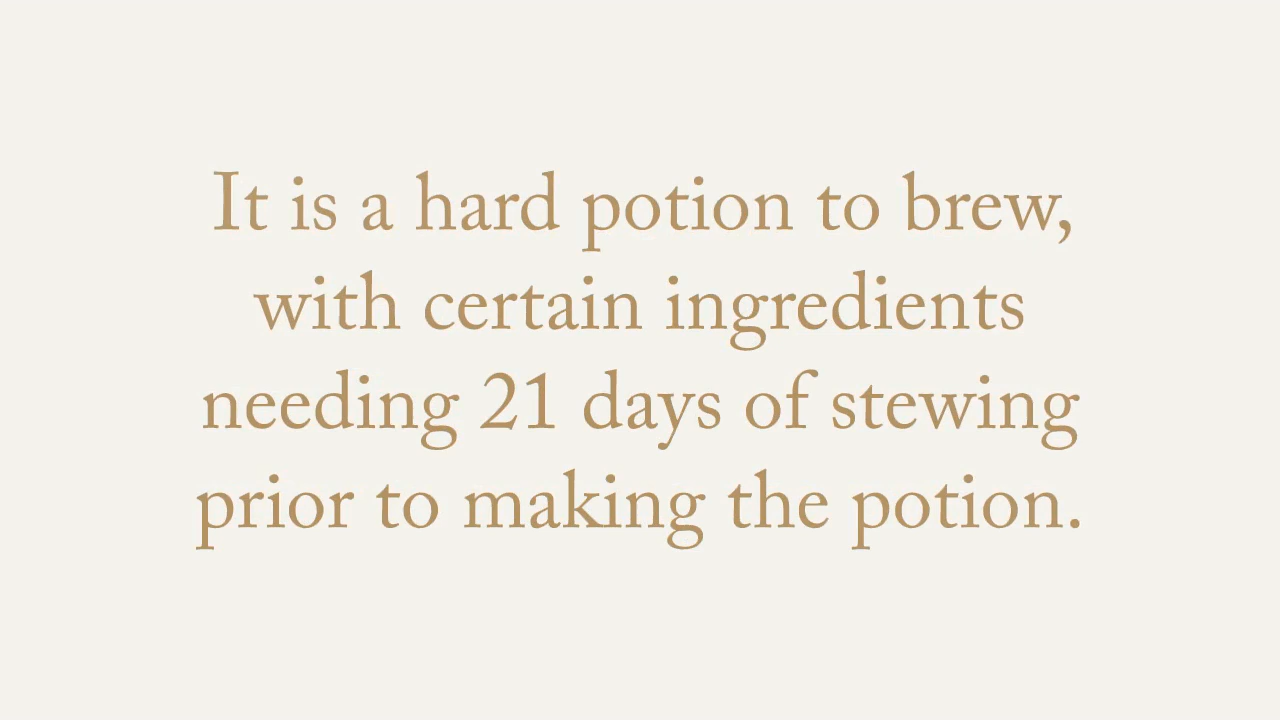 It is a hard potion to brew,
with certain ingredients
needing 21 days of stewing
prior to making the potion.